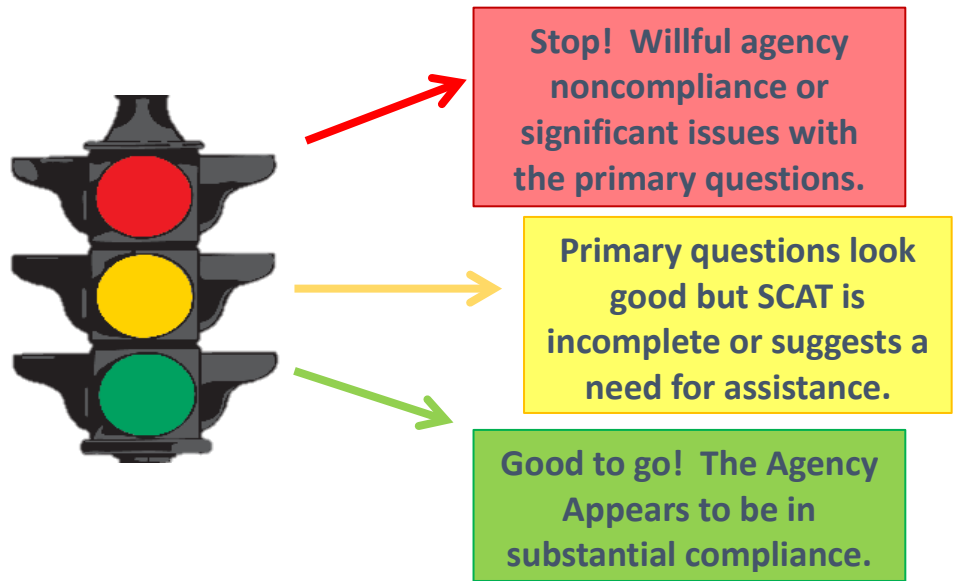 Stop!  Willful agency
noncompliance or
significant issues with
the primary questions.
Primary questions look
good but SCAT is
incomplete or suggests a
need for assistance.
Good to go!  The Agency
Appears to be in
substantial compliance.